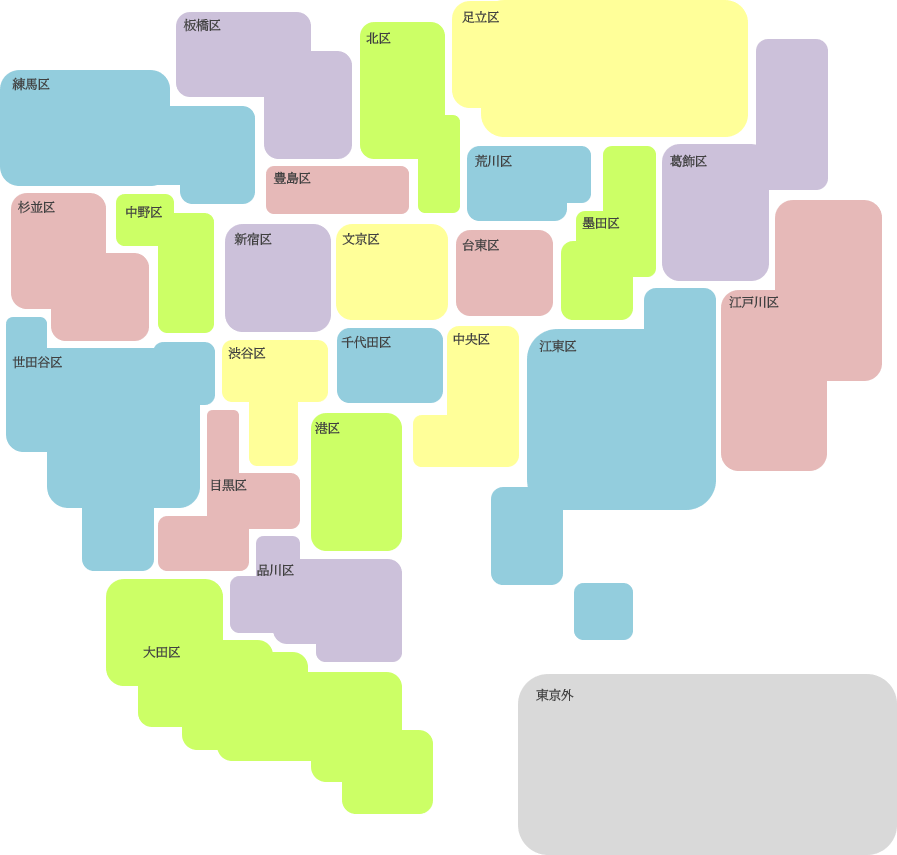 足立区
板橋区
北区
練馬区
荒川区
葛飾区
豊島区
杉並区
中野区
墨田区
新宿区
文京区
台東区
江戸川区
千代田区
中央区
江東区
渋谷区
世田谷区
港区
目黒区
品川区
大田区
東京外